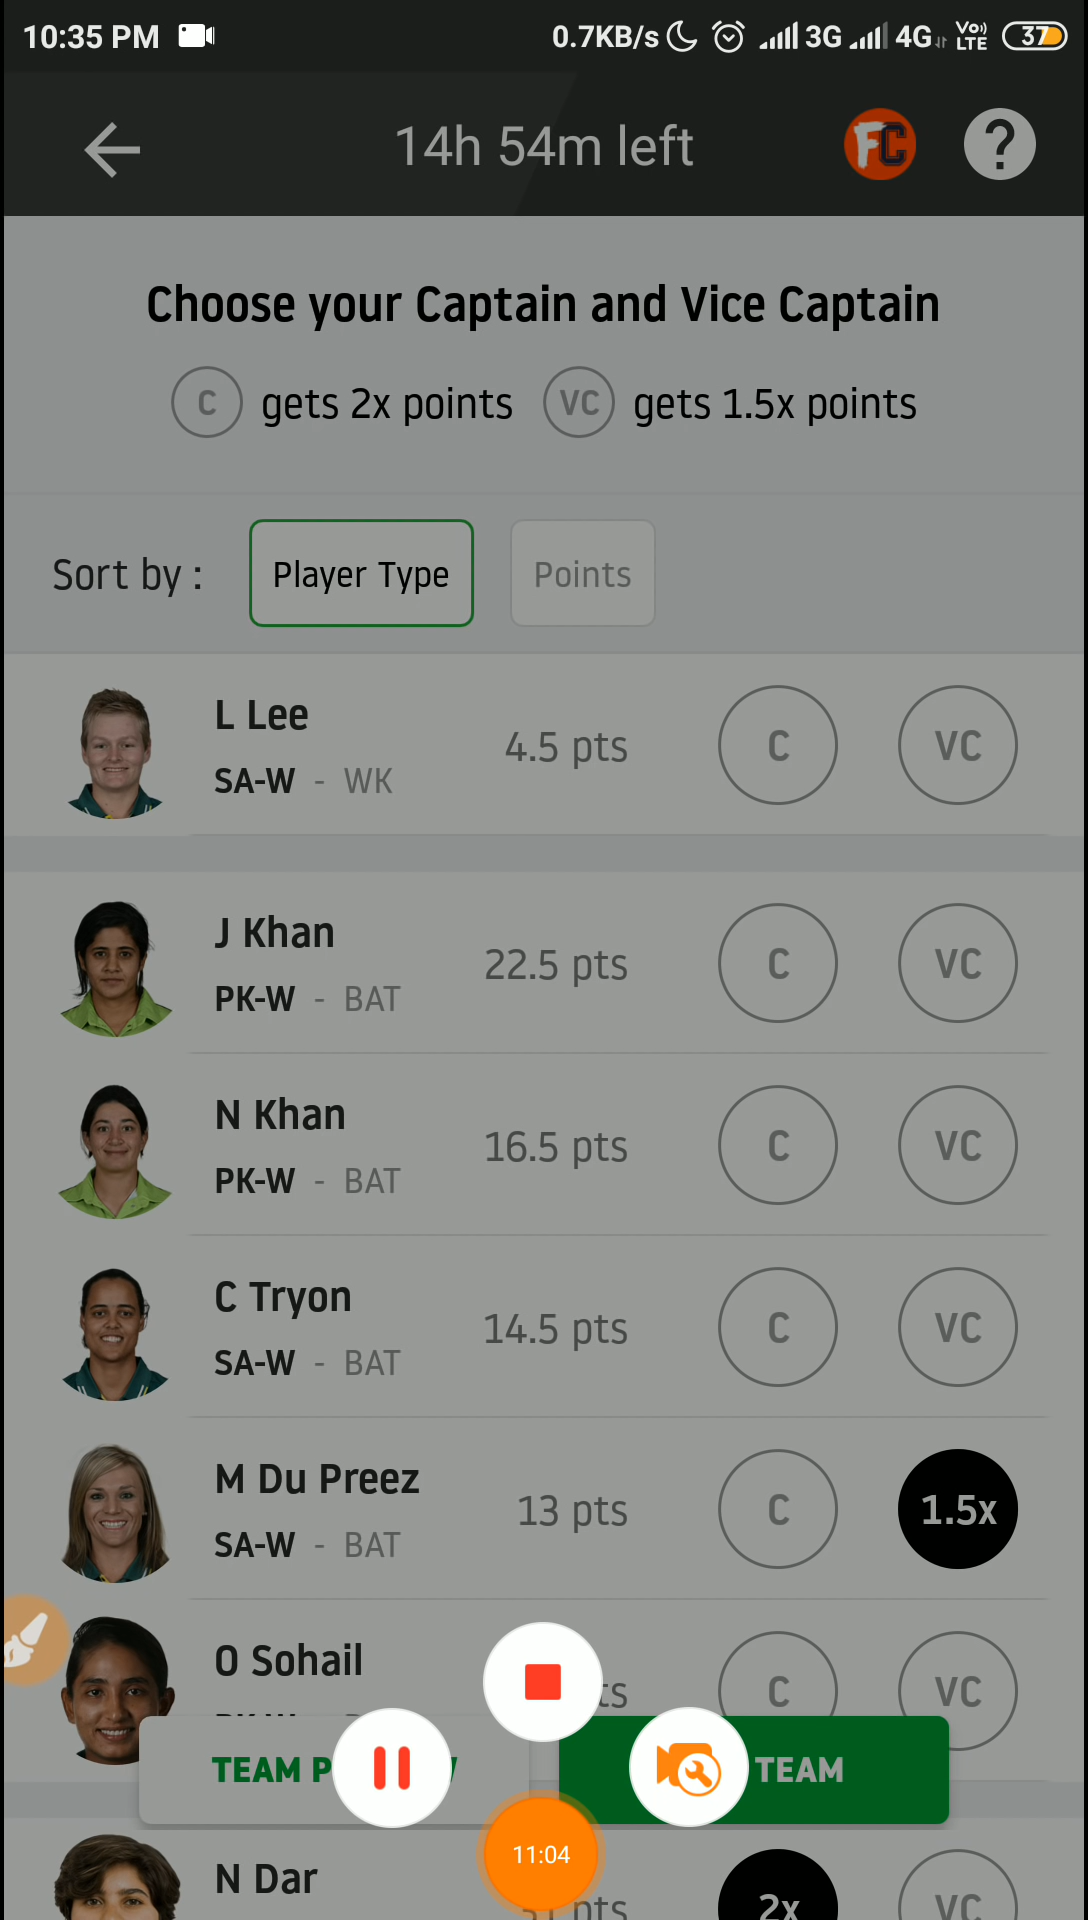 10:35 PM 0.7KB/s 3G 4G Vo)) LTE 37
14h 54m left FC ?
Choose your Captain and Vice Captain
C gets 2x points VC gets 1.5x points
Sort by : Player Type Points
L Lee
SA-W - WK
4.5 pts C VC
J Khan
PK-W - BAT
22.5 pts C VC
N Khan
PK-W - BAT
16.5 pts C VC
C Tryon
SA-W - BAT
14.5 pts C VC
M Du Preez
SA-W - BAT
13 pts C 1.5x
O Sohail
C VC
TEAM TEAM
11:04
N Dar
pts 2x VC